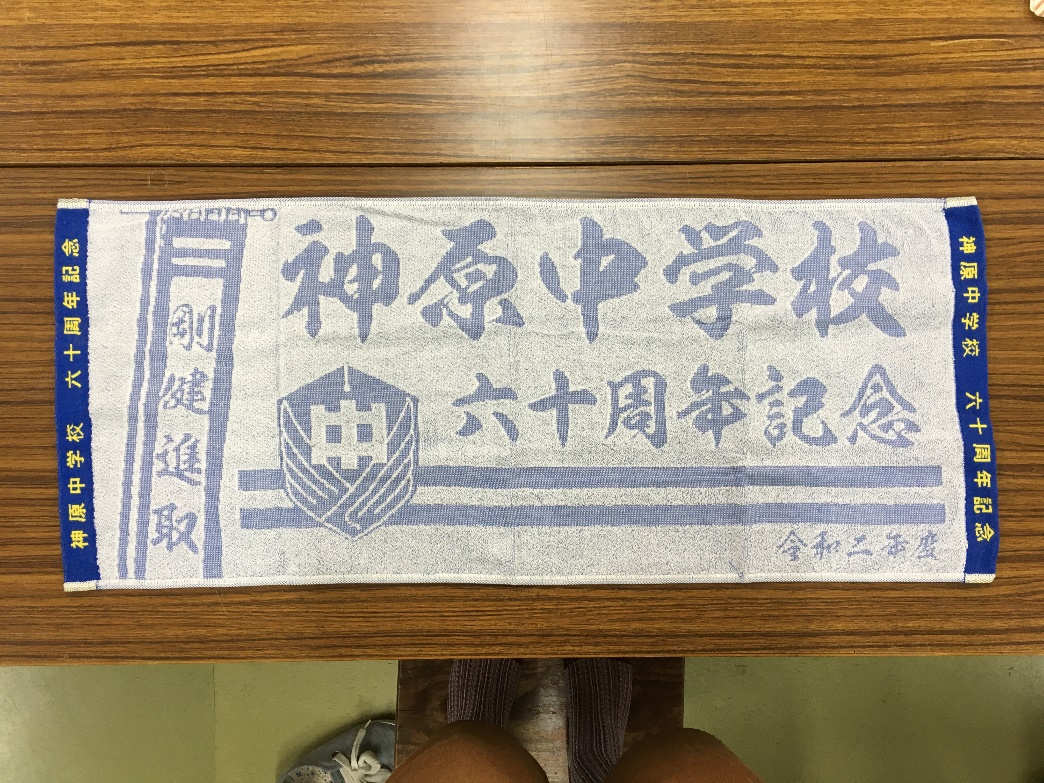 神原中学校
六十周年記念
令和二年度
剛健進取
神原中学校 六十周年記念
神原中学校 六十周年記念